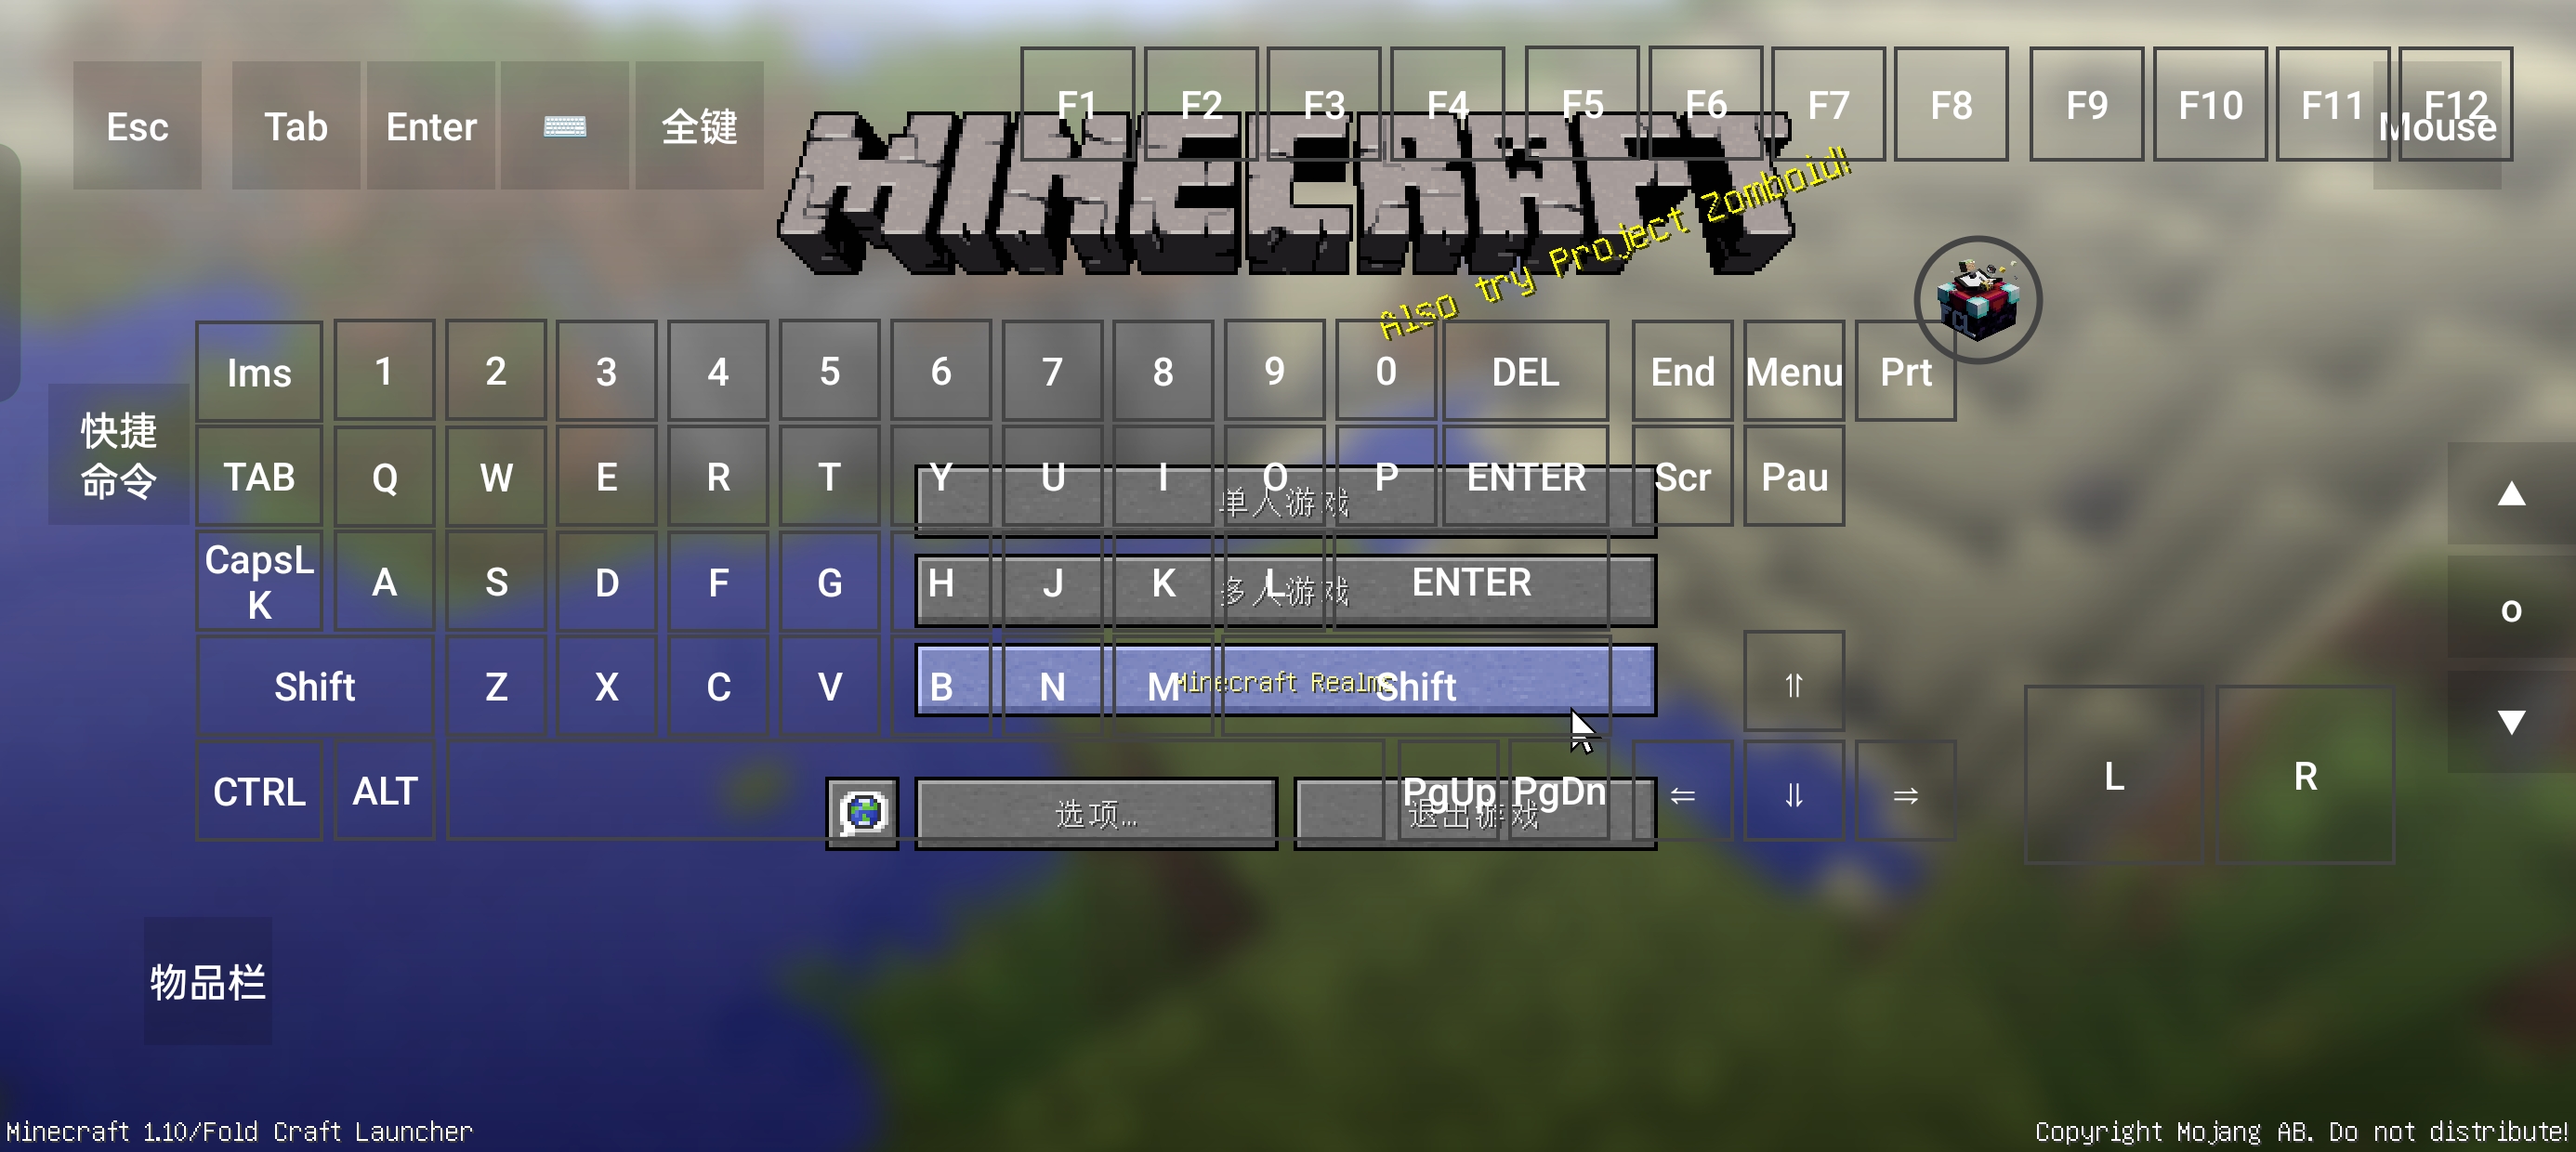 F1 F2 F3 F4 F5 F6 F7 F8 F9 F10 F11 F12
Esc Tab Enter 全键 Mouse
MINECRAFT
Also try Project Zomboid!
FCL
Ims 1 2 3 4 5 6 7 8 9 0 DEL End Menu Prt
快捷
命令
TAB Q W E R T Y U I O P ENTER Scr Pau
▲
单人游戏
CapsL
K
A S D F G H J K L ENTER
o
多人游戏
Shift Z X C V B N M Shift ⇑
Minecraft Realms
▼
CTRL ALT PgUp PgDn ⇐ ⇓ ⇒ L R
选项... 退出游戏
物品栏
Minecraft 1.10/Fold Craft Launcher
Copyright Mojang AB. Do not distribute!